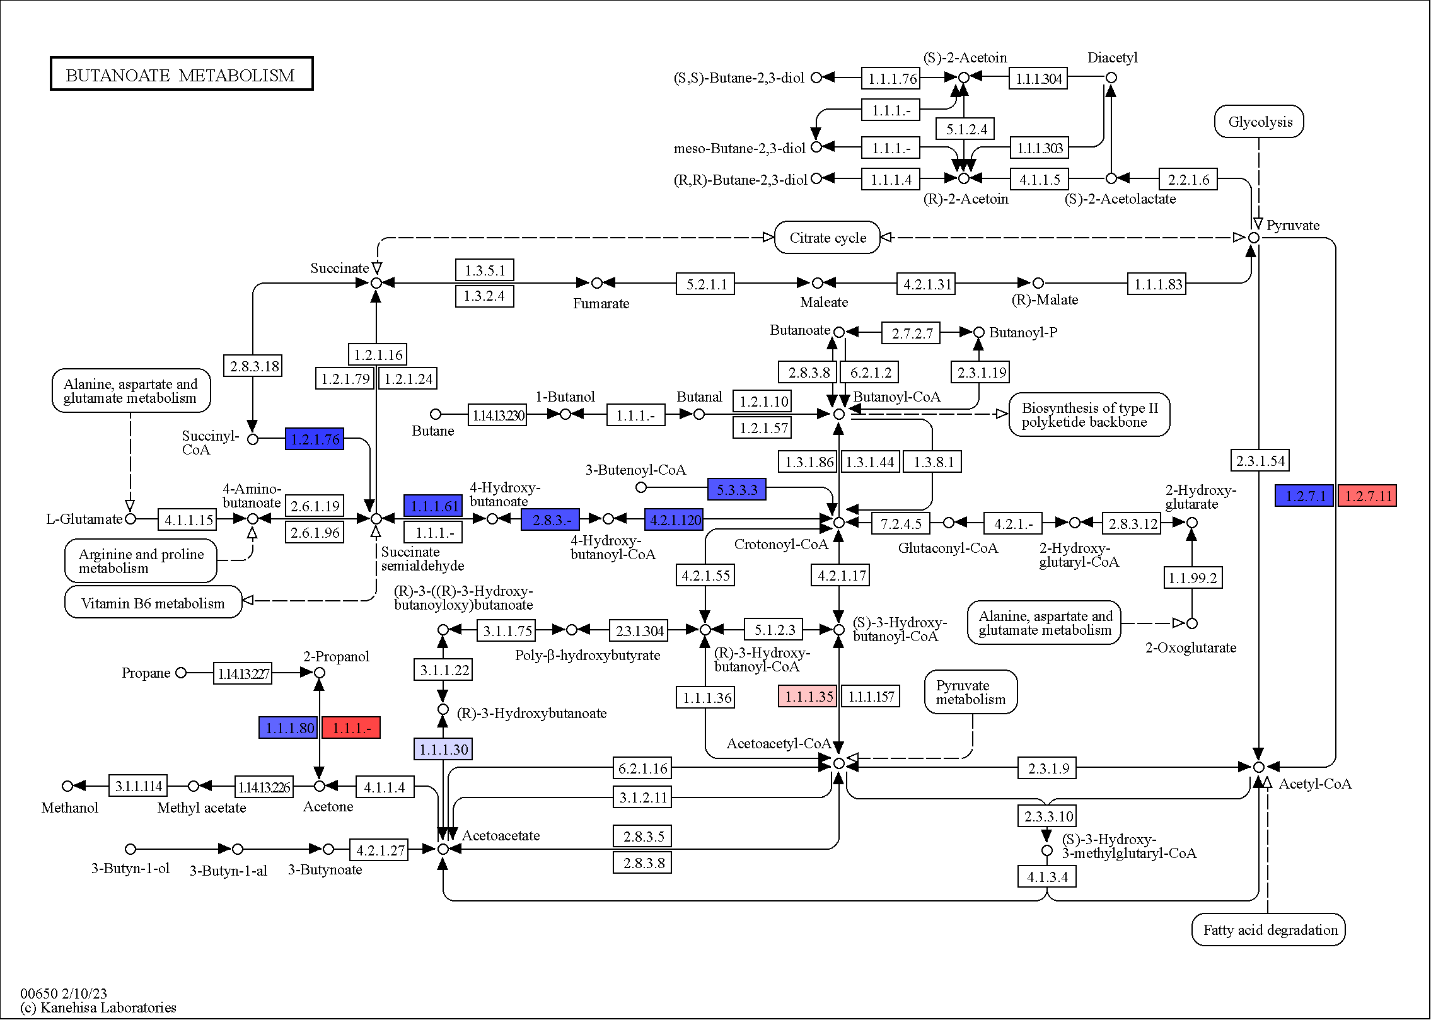 BUTANOATE METABOLISM
(S)-2-Acetoin
Diacetyl
(S,S)-Butane-2,3-diol
1.1.1.76
1.1.1.304
1.1.1.-
5.1.2.4
Glycolysis
meso-Butane-2,3-diol
1.1.1.-
1.1.1.303
(R,R)-Butane-2,3-diol
1.1.1.4
4.1.1.5
2.2.1.6
(R)-2-Acetoin
(S)-2-Acetolactate
Pyruvate
Citrate cycle
Succinate
1.3.5.1
1.3.2.4
Fumarate
5.2.1.1
Maleate
4.2.1.31
(R)-Malate
1.1.1.83
Butanoate
2.7.2.7
Butanoyl-P
2.8.3.18
1.2.1.16
1.2.1.79
1.2.1.24
2.8.3.8
6.2.1.2
2.3.1.19
Alanine, aspartate and
glutamate metabolism
1-Butanol
Butanal
1.2.1.10
Butanoyl-CoA
Butane
1.14.13.230
1.1.1.-
1.2.1.57
Biosynthesis of type II
polyketide backbone
Succinyl-
CoA
1.2.1.76
1.3.1.86
1.3.1.44
1.3.8.1
2.3.1.54
3-Butenoyl-CoA
5.3.3.3
4-Amino-
butanoate
4-Hydroxy-
butanoate
2-Hydroxy-
glutarate
1.2.7.1
1.2.7.11
L-Glutamate
4.1.1.15
2.6.1.19
2.6.1.96
1.1.1.61
1.1.1.-
2.8.3.-
4.2.1.120
7.2.4.5
4.2.1.-
2.8.3.12
Arginine and proline
metabolism
Succinate
semialdehyde
4-Hydroxy-
butanoyl-CoA
Crotonoyl-CoA
Glutaconyl-CoA
2-Hydroxy-
glutaryl-CoA
4.2.1.55
4.2.1.17
1.1.99.2
Vitamin B6 metabolism
(R)-3-((R)-3-Hydroxy-
butanoyloxy)butanoate
Alanine, aspartate and
glutamate metabolism
3.1.1.75
2.3.1.304
5.1.2.3
(S)-3-Hydroxy-
butanoyl-CoA
Poly-β-hydroxybutyrate
(R)-3-Hydroxy-
butanoyl-CoA
2-Oxoglutarate
2-Propanol
Propane
1.14.13.227
3.1.1.22
1.1.1.36
1.1.1.35
1.1.1.157
Pyruvate
metabolism
(R)-3-Hydroxybutanoate
1.1.1.80
1.1.1.-
1.1.1.30
Acetoacetyl-CoA
6.2.1.16
2.3.1.9
3.1.1.114
1.14.13.226
4.1.1.4
3.1.2.11
Acetyl-CoA
Methanol
Methyl acetate
Acetone
2.3.3.10
Acetoacetate
2.8.3.5
2.8.3.8
(S)-3-Hydroxy-
3-methylglutaryl-CoA
4.2.1.27
3-Butyn-1-ol
3-Butyn-1-al
3-Butynoate
4.1.3.4
Fatty acid degradation
00650 2/10/23
(c) Kanehisa Laboratories